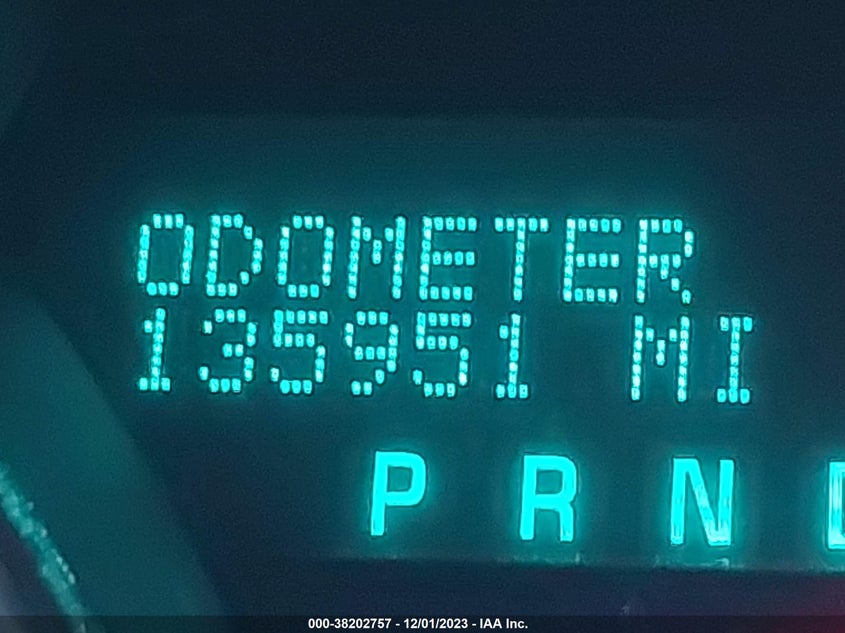 ODOMETER
135951 MI
P R N
000-38202757 - 12/01/2023 - IAA Inc.